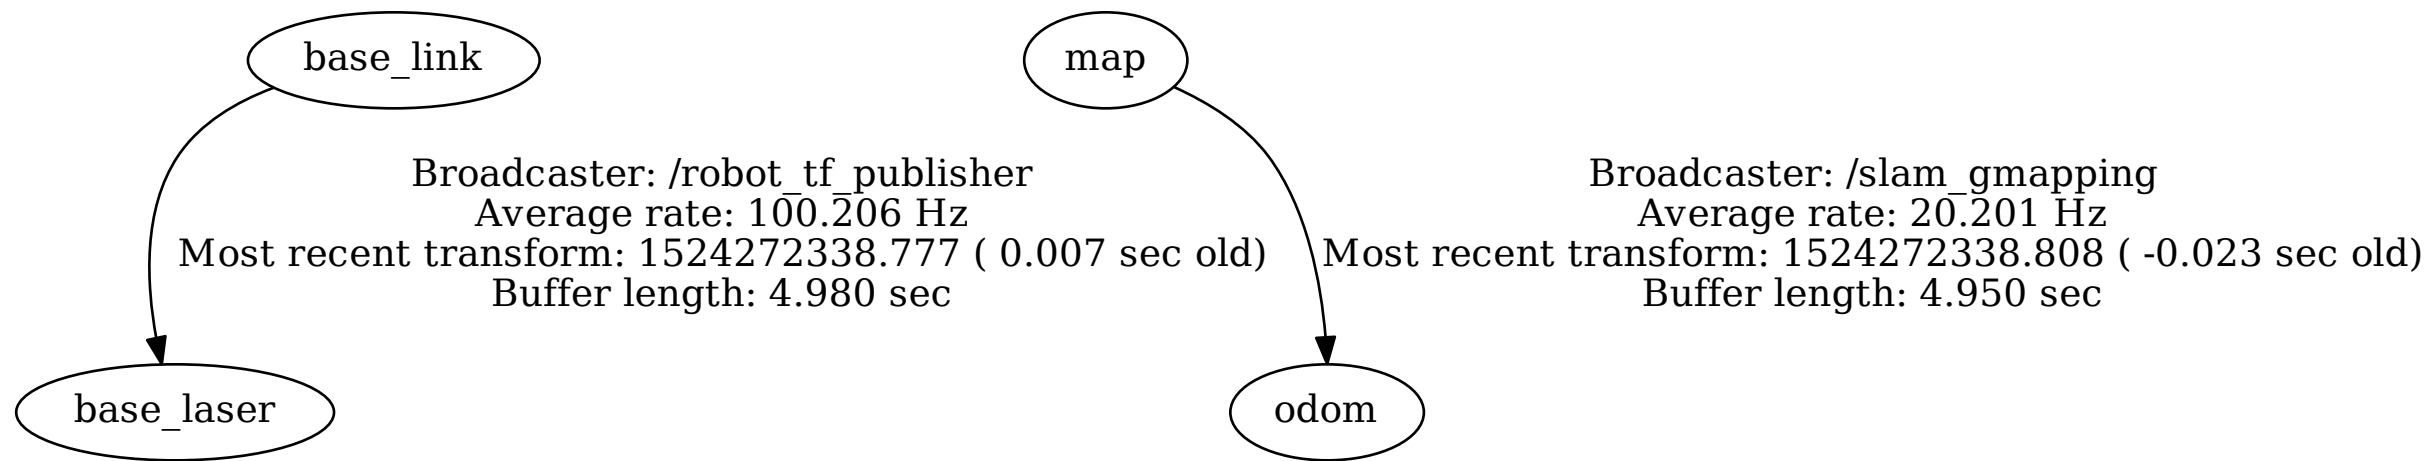 base_link
map
Broadcaster: /robot_tf_publisher
Average rate: 100.206 Hz
Most recent transform: 1524272338.777 ( 0.007 sec old)
Buffer length: 4.980 sec
Broadcaster: /slam_gmapping
Average rate: 20.201 Hz
Most recent transform: 1524272338.808 ( -0.023 sec old)
Buffer length: 4.950 sec
base_laser
odom